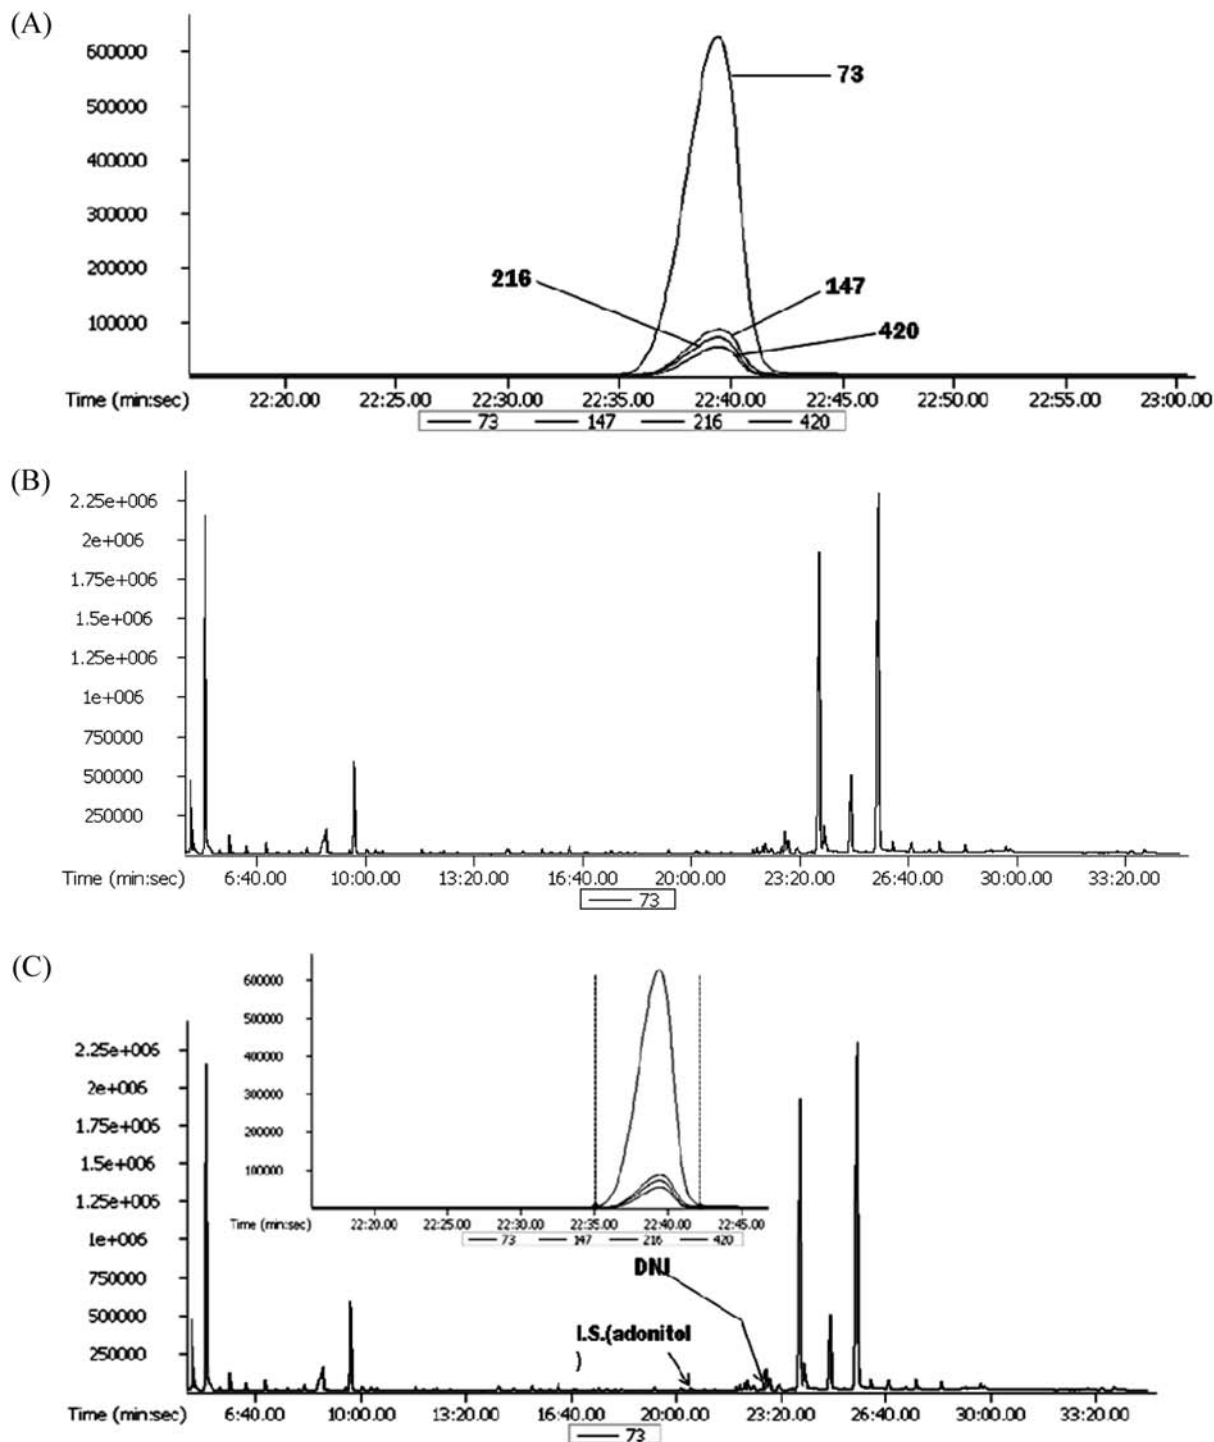 (A)
600000
500000
400000
300000
200000
100000
73
216
147
420
Time (min:sec) 22:20.00 22:25.00 22:30.00 22:35.00 22:40.00 22:45.00 22:50.00 22:55.00 23:00.00
73 147 216 420
(B)
2.25e+006
2e+006
1.75e+006
1.5e+006
1.25e+006
1e+006
750000
500000
250000
Time (min:sec) 6:40.00 10:00.00 13:20.00 16:40.00 20:00.00 23:20.00 26:40.00 30:00.00 33:20.00
73
(C)
600000
500000
400000
300000
200000
100000
Time (min:sec) 22:20.00 22:25.00 22:30.00 22:35.00 22:40.00 22:45.00
73 147 216 420
2.25e+006
2e+006
1.75e+006
1.5e+006
1.25e+006
1e+006
750000
500000
250000
DNJ
I.S.(adonitol
)
Time (min:sec) 6:40.00 10:00.00 13:20.00 16:40.00 20:00.00 23:20.00 26:40.00 30:00.00 33:20.00
73